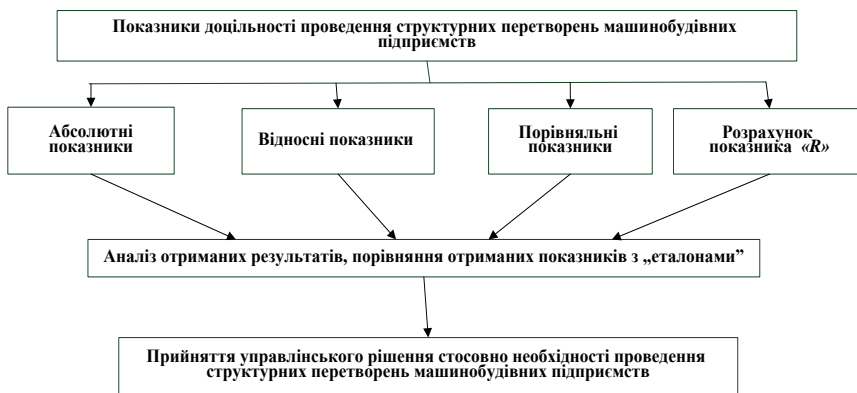 Показники доцільності проведення структурних перетворень машинобудівних
підприємств
Абсолютні
показники
Відносні показники
Порівняльні
показники
Розрахунок
показника «R»
Аналіз отриманих результатів, порівняння отриманих показників з „еталонами”
Прийняття управлінського рішення стосовно необхідності проведення
структурних перетворень машинобудівних підприємств